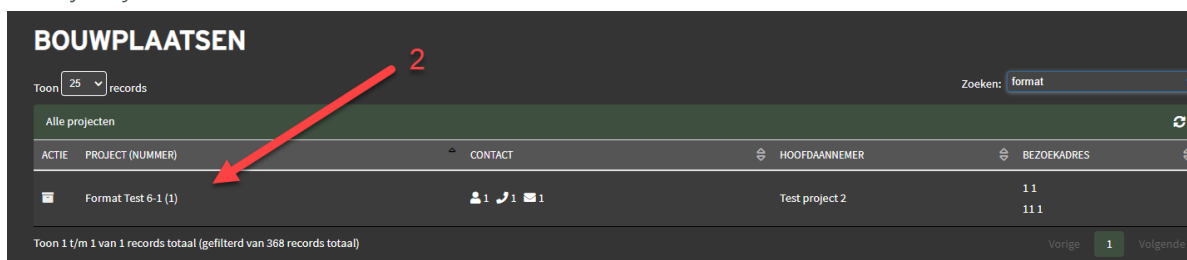 BOUWPLAATSEN
2
Toon 25 records
Zoeken: format
Alle projecten
ACTIE PROJECT (NUMMER) CONTACT HOOFDAANNEMER BEZOEKADRES
Format Test 6-1 (1) 1 1 1 Test project 2 1 1
11 1
Toon 1 t/m 1 van 1 records totaal (gefilterd van 368 records totaal)
Vorige 1 Volgende